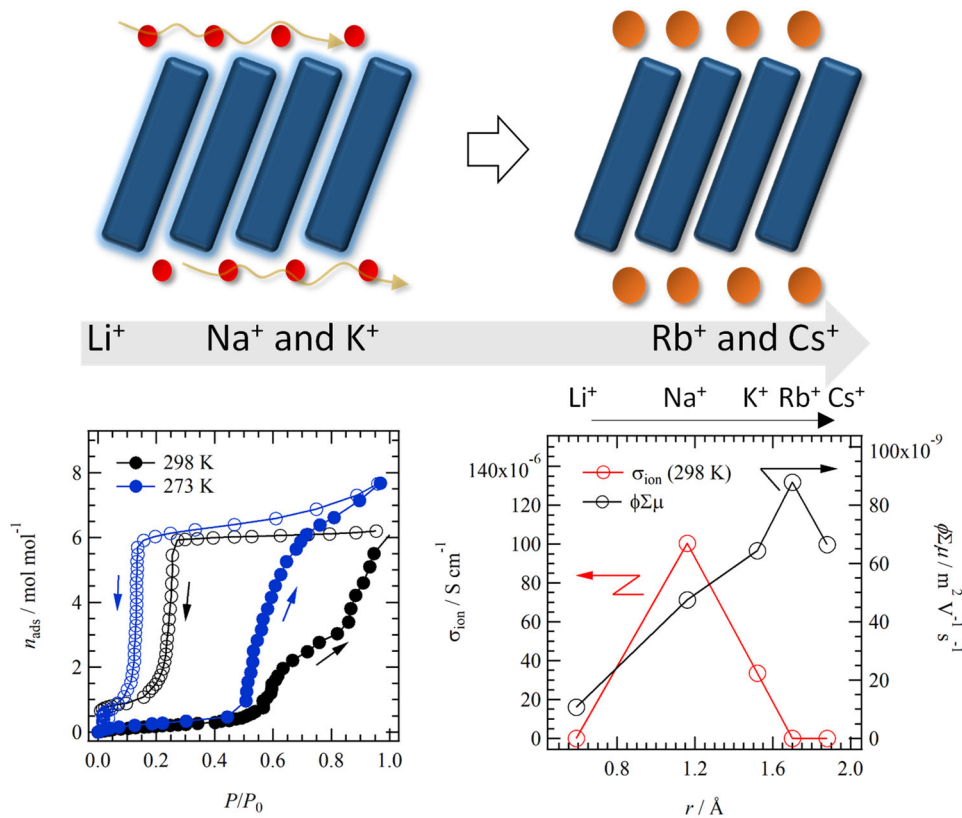 Li⁺ Na⁺ and K⁺ Rb⁺ and Cs⁺
298 K
273 K
n_ads / mol mol⁻¹
8
6
4
2
0
0.0 0.2 0.4 0.6 0.8 1.0
P/P₀
Li⁺ Na⁺ K⁺ Rb⁺ Cs⁺
σ_ion (298 K)
ϕΣμ
σ_ion / S cm⁻¹
140x10⁻⁶
120
100
80
60
40
20
0
100x10⁻⁹
80
60
40
20
0
ϕΣμ / m² V⁻¹ s⁻¹
0.8 1.2 1.6 2.0
r / Å